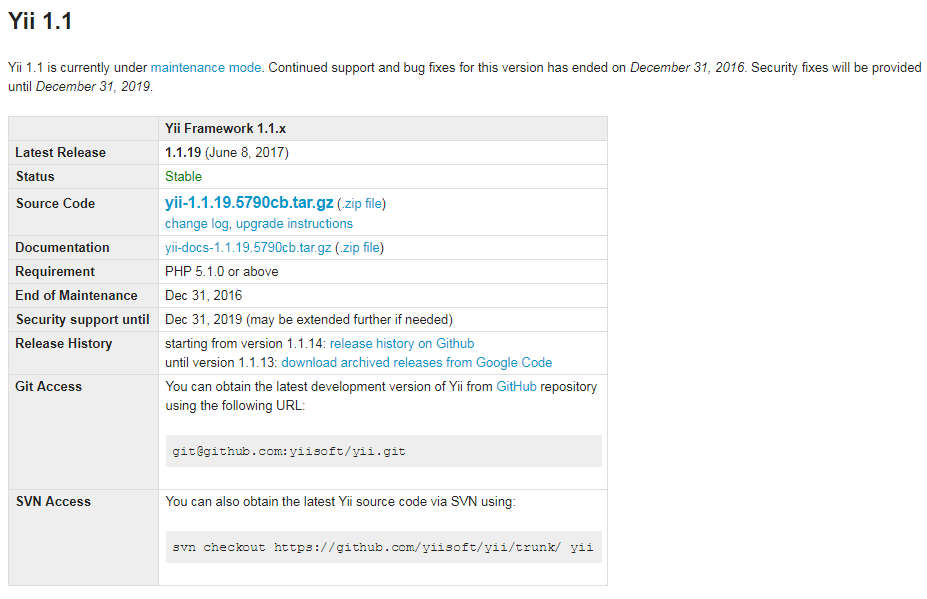 Yii 1.1
Yii 1.1 is currently under maintenance mode. Continued support and bug fixes for this version has ended on December 31, 2016. Security fixes will be provided
until December 31, 2019.
Yii Framework 1.1.x
Latest Release 1.1.19 (June 8, 2017)
Status Stable
Source Code yii-1.1.19.5790cb.tar.gz (.zip file)
change log, upgrade instructions
Documentation yii-docs-1.1.19.5790cb.tar.gz (.zip file)
Requirement PHP 5.1.0 or above
End of Maintenance Dec 31, 2016
Security support until Dec 31, 2019 (may be extended further if needed)
Release History starting from version 1.1.14: release history on Github
until version 1.1.13: download archived releases from Google Code
Git Access You can obtain the latest development version of Yii from GitHub repository
using the following URL:
git@github.com:yiisoft/yii.git
SVN Access You can also obtain the latest Yii source code via SVN using:
svn checkout https://github.com/yiisoft/yii/trunk/ yii